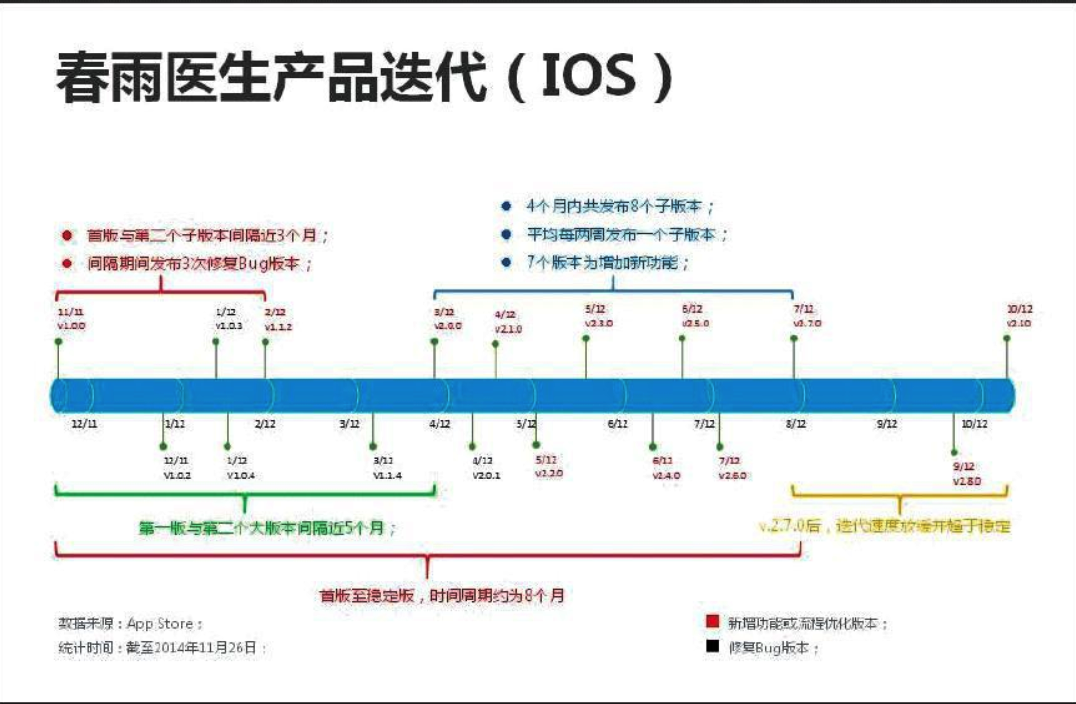 春雨医生产品迭代（IOS）
4个月内共发布8个子版本；
首版与第二个子版本间隔近3个月；
平均每两周发布一个子版本；
间隔期间发布3次修复Bug版本；
7个版本为增加新功能；
11/11
v1.0.0
1/12
v1.0.3
2/12
v1.1.2
3/12
v2.0.0
4/12
v2.1.0
5/12
v2.3.0
6/12
v2.5.0
7/12
v2.7.0
10/12
v2.10
12/11
1/12
2/12
3/12
4/12
5/12
6/12
7/12
8/12
9/12
10/12
12/11
v1.0.2
1/12
v1.0.4
3/12
v1.1.4
4/12
v2.0.1
5/12
v2.2.0
6/12
v2.4.0
7/12
v2.6.0
9/12
v2.8.0
第一版与第二个大版本间隔近5个月；
v.2.7.0后，迭代速度放缓并趋于稳定
首版至稳定版，时间周期约为8个月
数据来源：App Store；
新增功能或流程优化版本；
统计时间：截至2014年11月26日；
修复Bug版本；